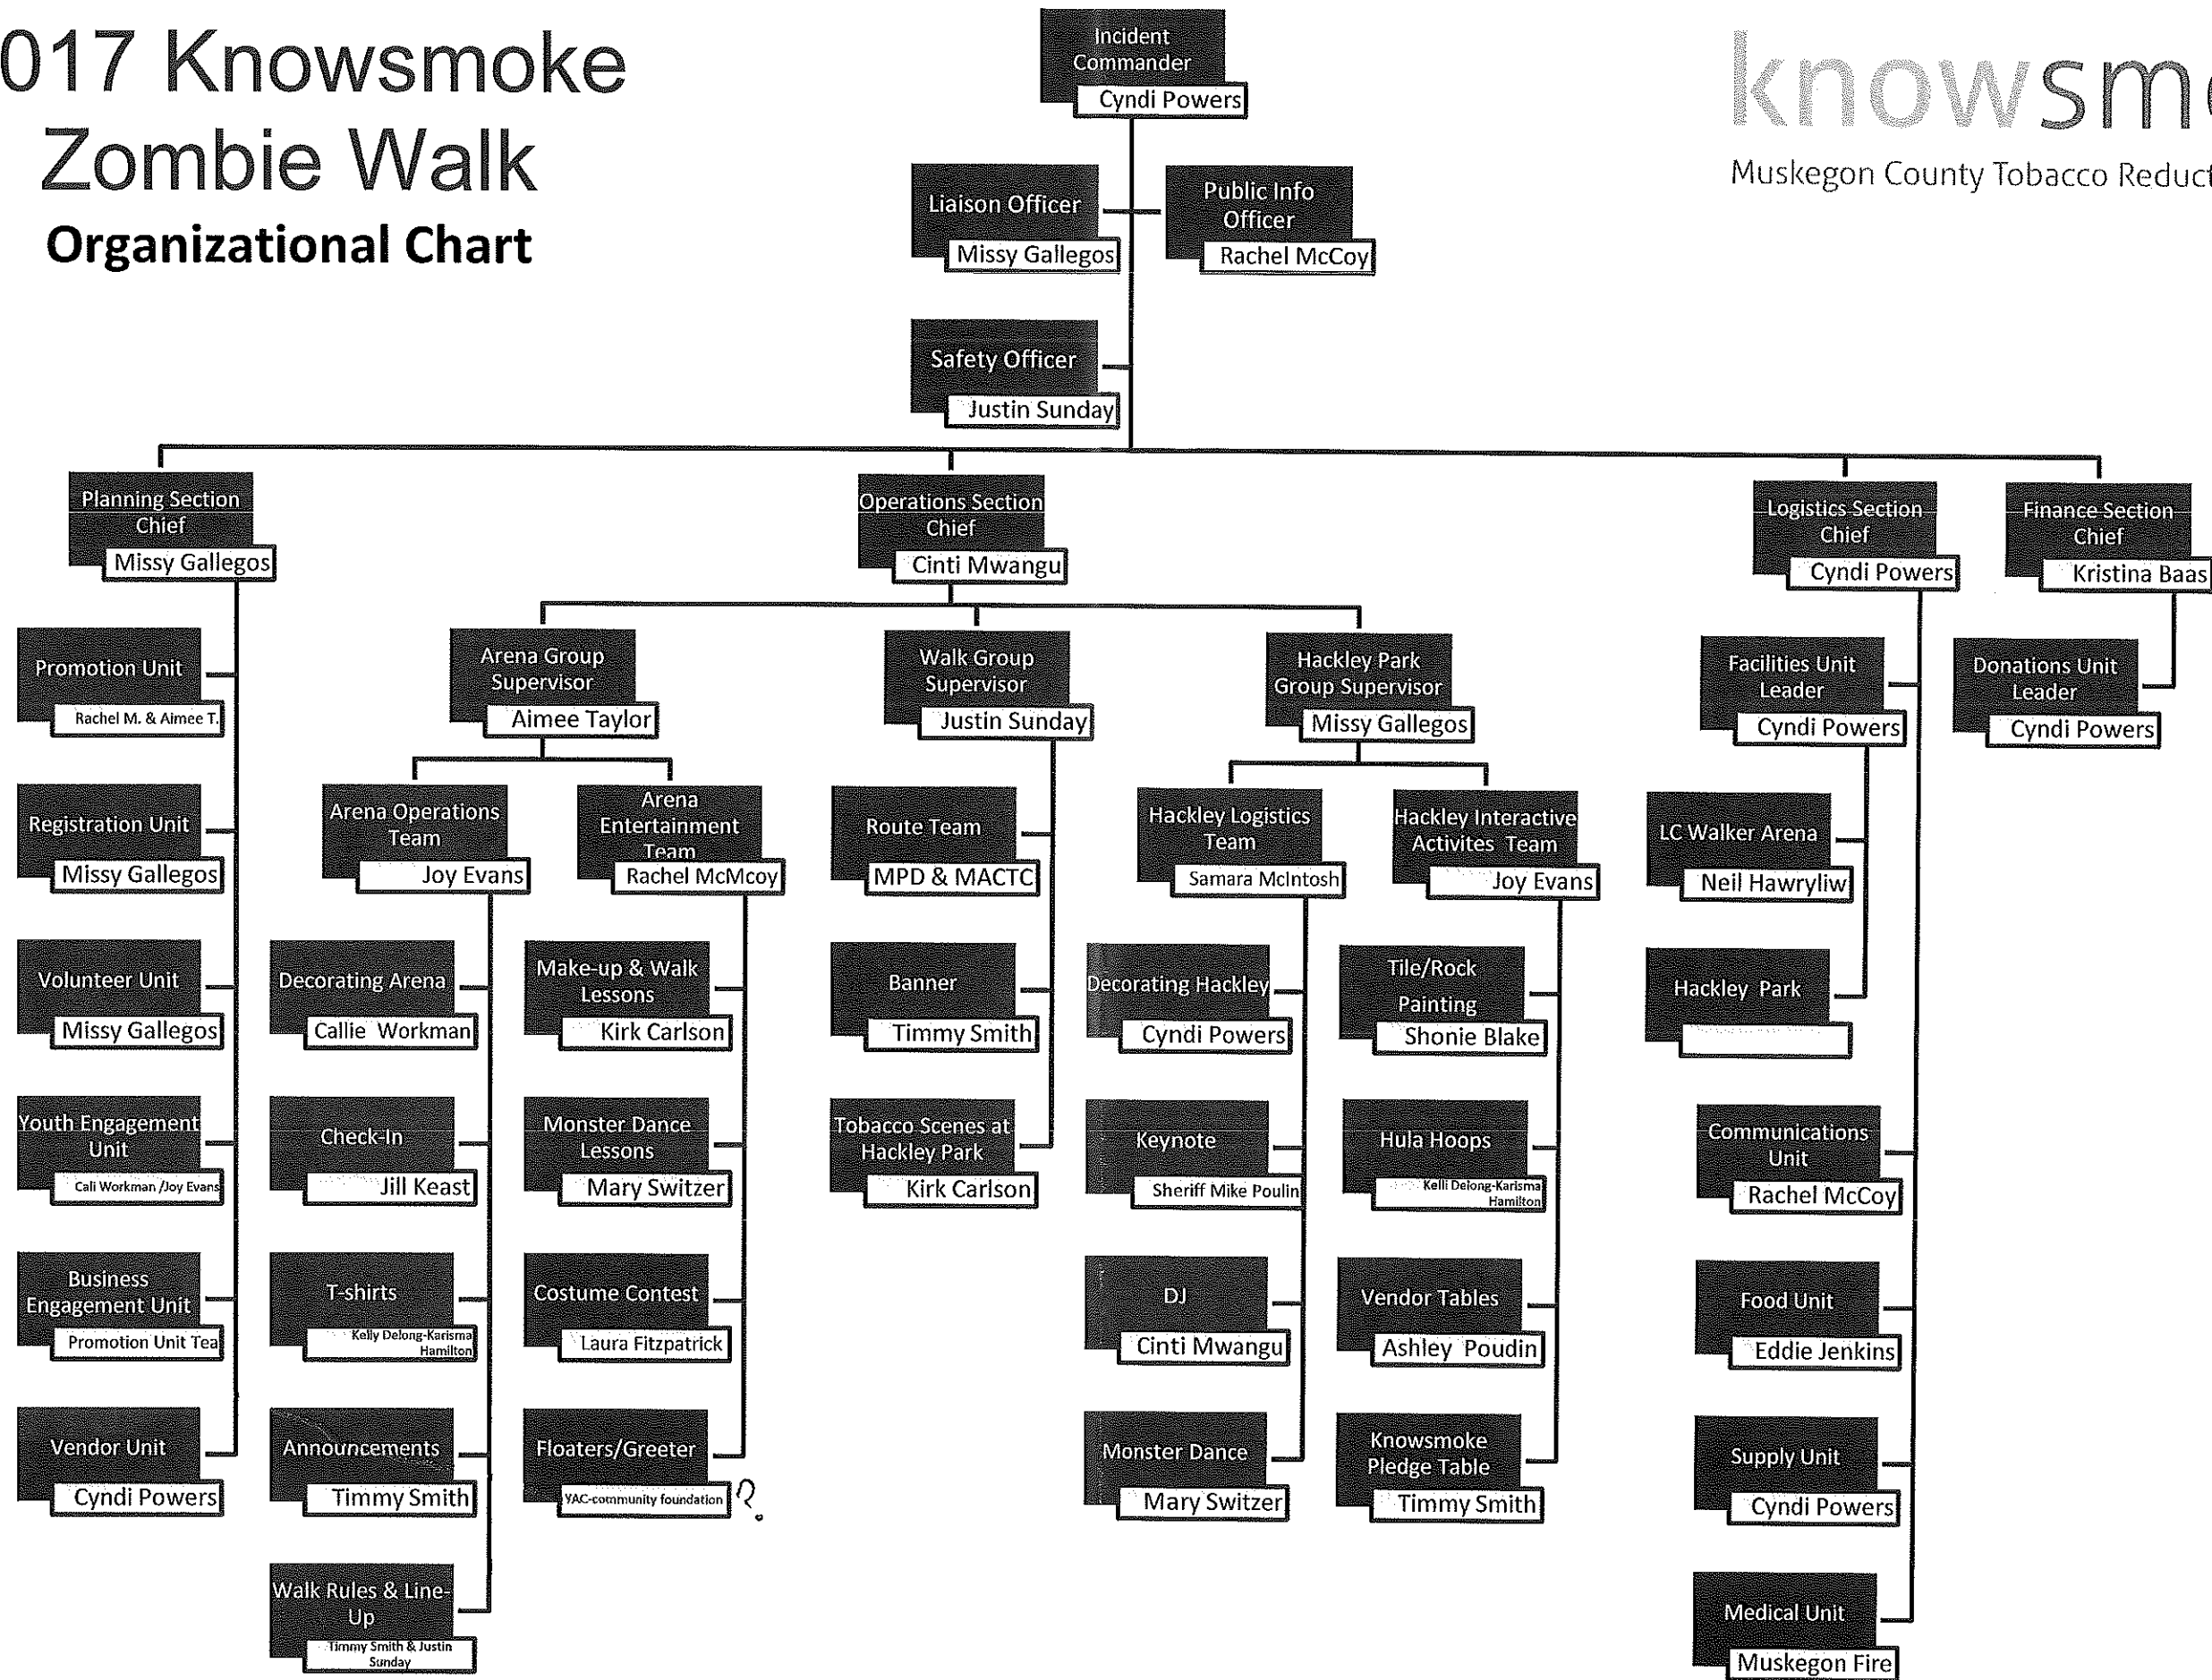 017 Knowsmoke
Zombie Walk
Organizational Chart
knowsm
Muskegon County Tobacco Reduct
Incident
Commander
Cyndi Powers
Liaison Officer
Missy Gallegos
Public Info
Officer
Rachel McCoy
Safety Officer
Justin Sunday
Planning Section
Chief
Missy Gallegos
Operations Section
Chief
Cinti Mwangu
Logistics Section
Chief
Cyndi Powers
Finance Section
Chief
Kristina Baas
Promotion Unit
Rachel M. & Aimee T.
Registration Unit
Missy Gallegos
Volunteer Unit
Missy Gallegos
Youth Engagement
Unit
Cali Workman /Joy Evans
Business
Engagement Unit
Promotion Unit Tea
Vendor Unit
Cyndi Powers
Arena Group
Supervisor
Aimee Taylor
Arena Operations
Team
Joy Evans
Decorating Arena
Callie Workman
Check-In
Jill Keast
T-shirts
Kelly Delong-Karisma
Hamilton
Announcements
Timmy Smith
Walk Rules & Line-
Up
Timmy Smith & Justin
Sunday
Arena
Entertainment
Team
Rachel McMcoy
Make-up & Walk
Lessons
Kirk Carlson
Monster Dance
Lessons
Mary Switzer
Costume Contest
Laura Fitzpatrick
Floaters/Greeter
YAC-community foundation
?
Walk Group
Supervisor
Justin Sunday
Route Team
MPD & MACTC
Banner
Timmy Smith
Tobacco Scenes at
Hackley Park
Kirk Carlson
Hackley Park
Group Supervisor
Missy Gallegos
Hackley Logistics
Team
Samara McIntosh
Decorating Hackley
Cyndi Powers
Keynote
Sheriff Mike Poulin
DJ
Cinti Mwangu
Monster Dance
Mary Switzer
Hackley Interactive
Activites Team
Joy Evans
Tile/Rock
Painting
Shonie Blake
Hula Hoops
Kelli Delong-Karisma
Hamilton
Vendor Tables
Ashley Poudin
Knowsmoke
Pledge Table
Timmy Smith
Facilities Unit
Leader
Cyndi Powers
LC Walker Arena
Neil Hawryliw
Hackley Park
Communications
Unit
Rachel McCoy
Food Unit
Eddie Jenkins
Supply Unit
Cyndi Powers
Medical Unit
Muskegon Fire
Donations Unit
Leader
Cyndi Powers